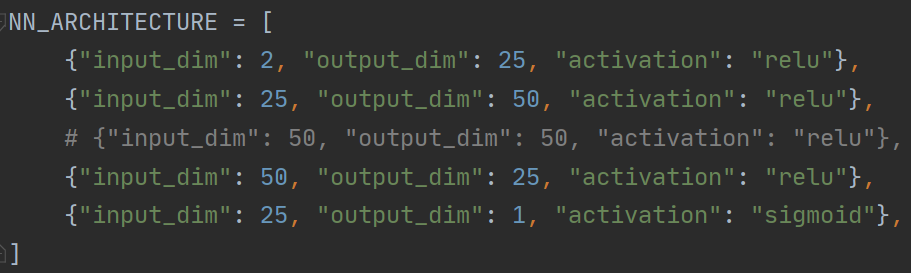 NN_ARCHITECTURE = [
    {"input_dim": 2, "output_dim": 25, "activation": "relu"},
    {"input_dim": 25, "output_dim": 50, "activation": "relu"},
    # {"input_dim": 50, "output_dim": 50, "activation": "relu"},
    {"input_dim": 50, "output_dim": 25, "activation": "relu"},
    {"input_dim": 25, "output_dim": 1, "activation": "sigmoid"},
]